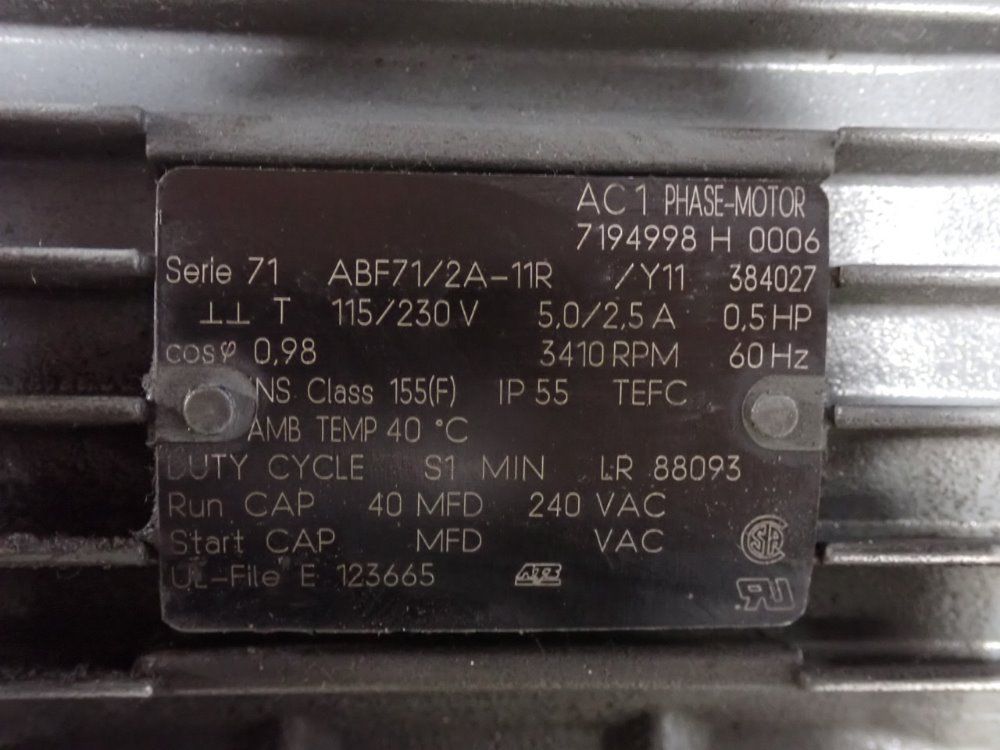 AC 1 PHASE-MOTOR
7194998 H 0006
Serie 71 ABF71/2A-11R /Y11 384027
⊥⊥ T 115/230 V 5,0/2,5 A 0,5 HP
cosφ 0,98 3410 RPM 60 Hz
NS Class 155(F) IP 55 TEFC
AMB TEMP 40 °C
DUTY CYCLE S1 MIN LR 88093
Run CAP 40 MFD 240 VAC
Start CAP MFD VAC
UL-File E 123665